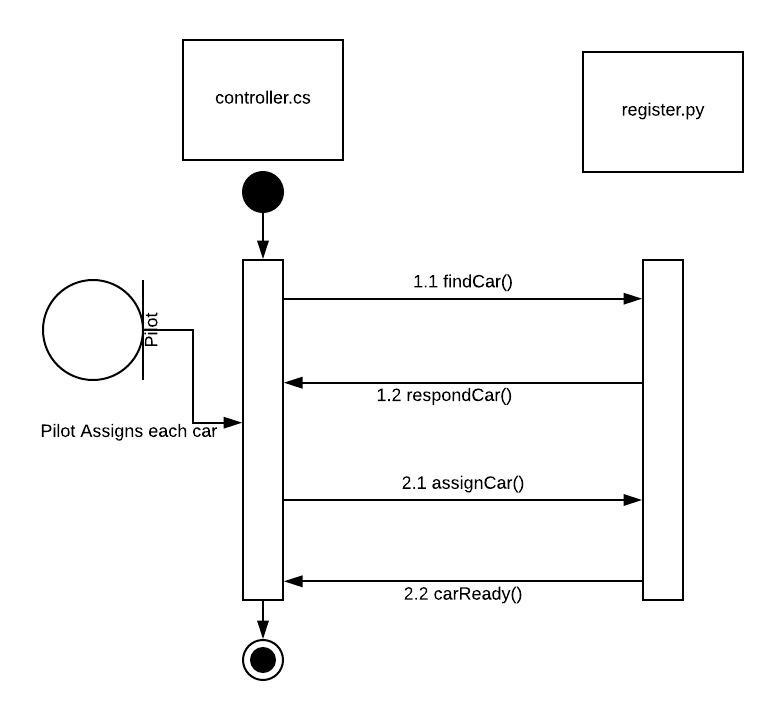 controller.cs
register.py
1.1 findCar()
Pilot
1.2 respondCar()
Pilot Assigns each car
2.1 assignCar()
2.2 carReady()